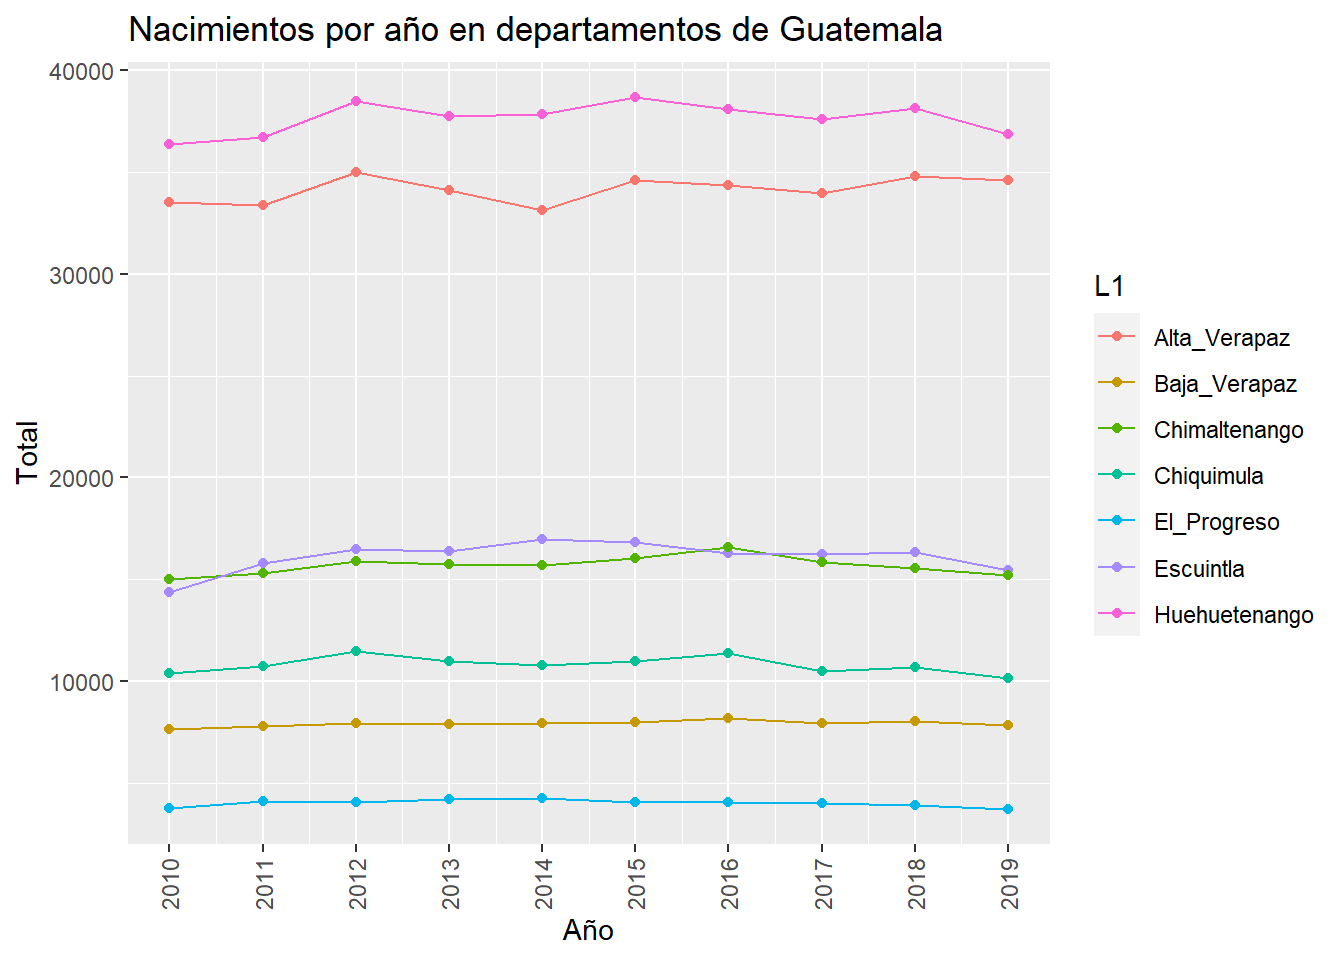 Nacimientos por año en departamentos de Guatemala
40000
30000
20000
10000
Total
2010
2011
2012
2013
2014
2015
2016
2017
2018
2019
Año
L1
Alta_Verapaz
Baja_Verapaz
Chimaltenango
Chiquimula
El_Progreso
Escuintla
Huehuetenango